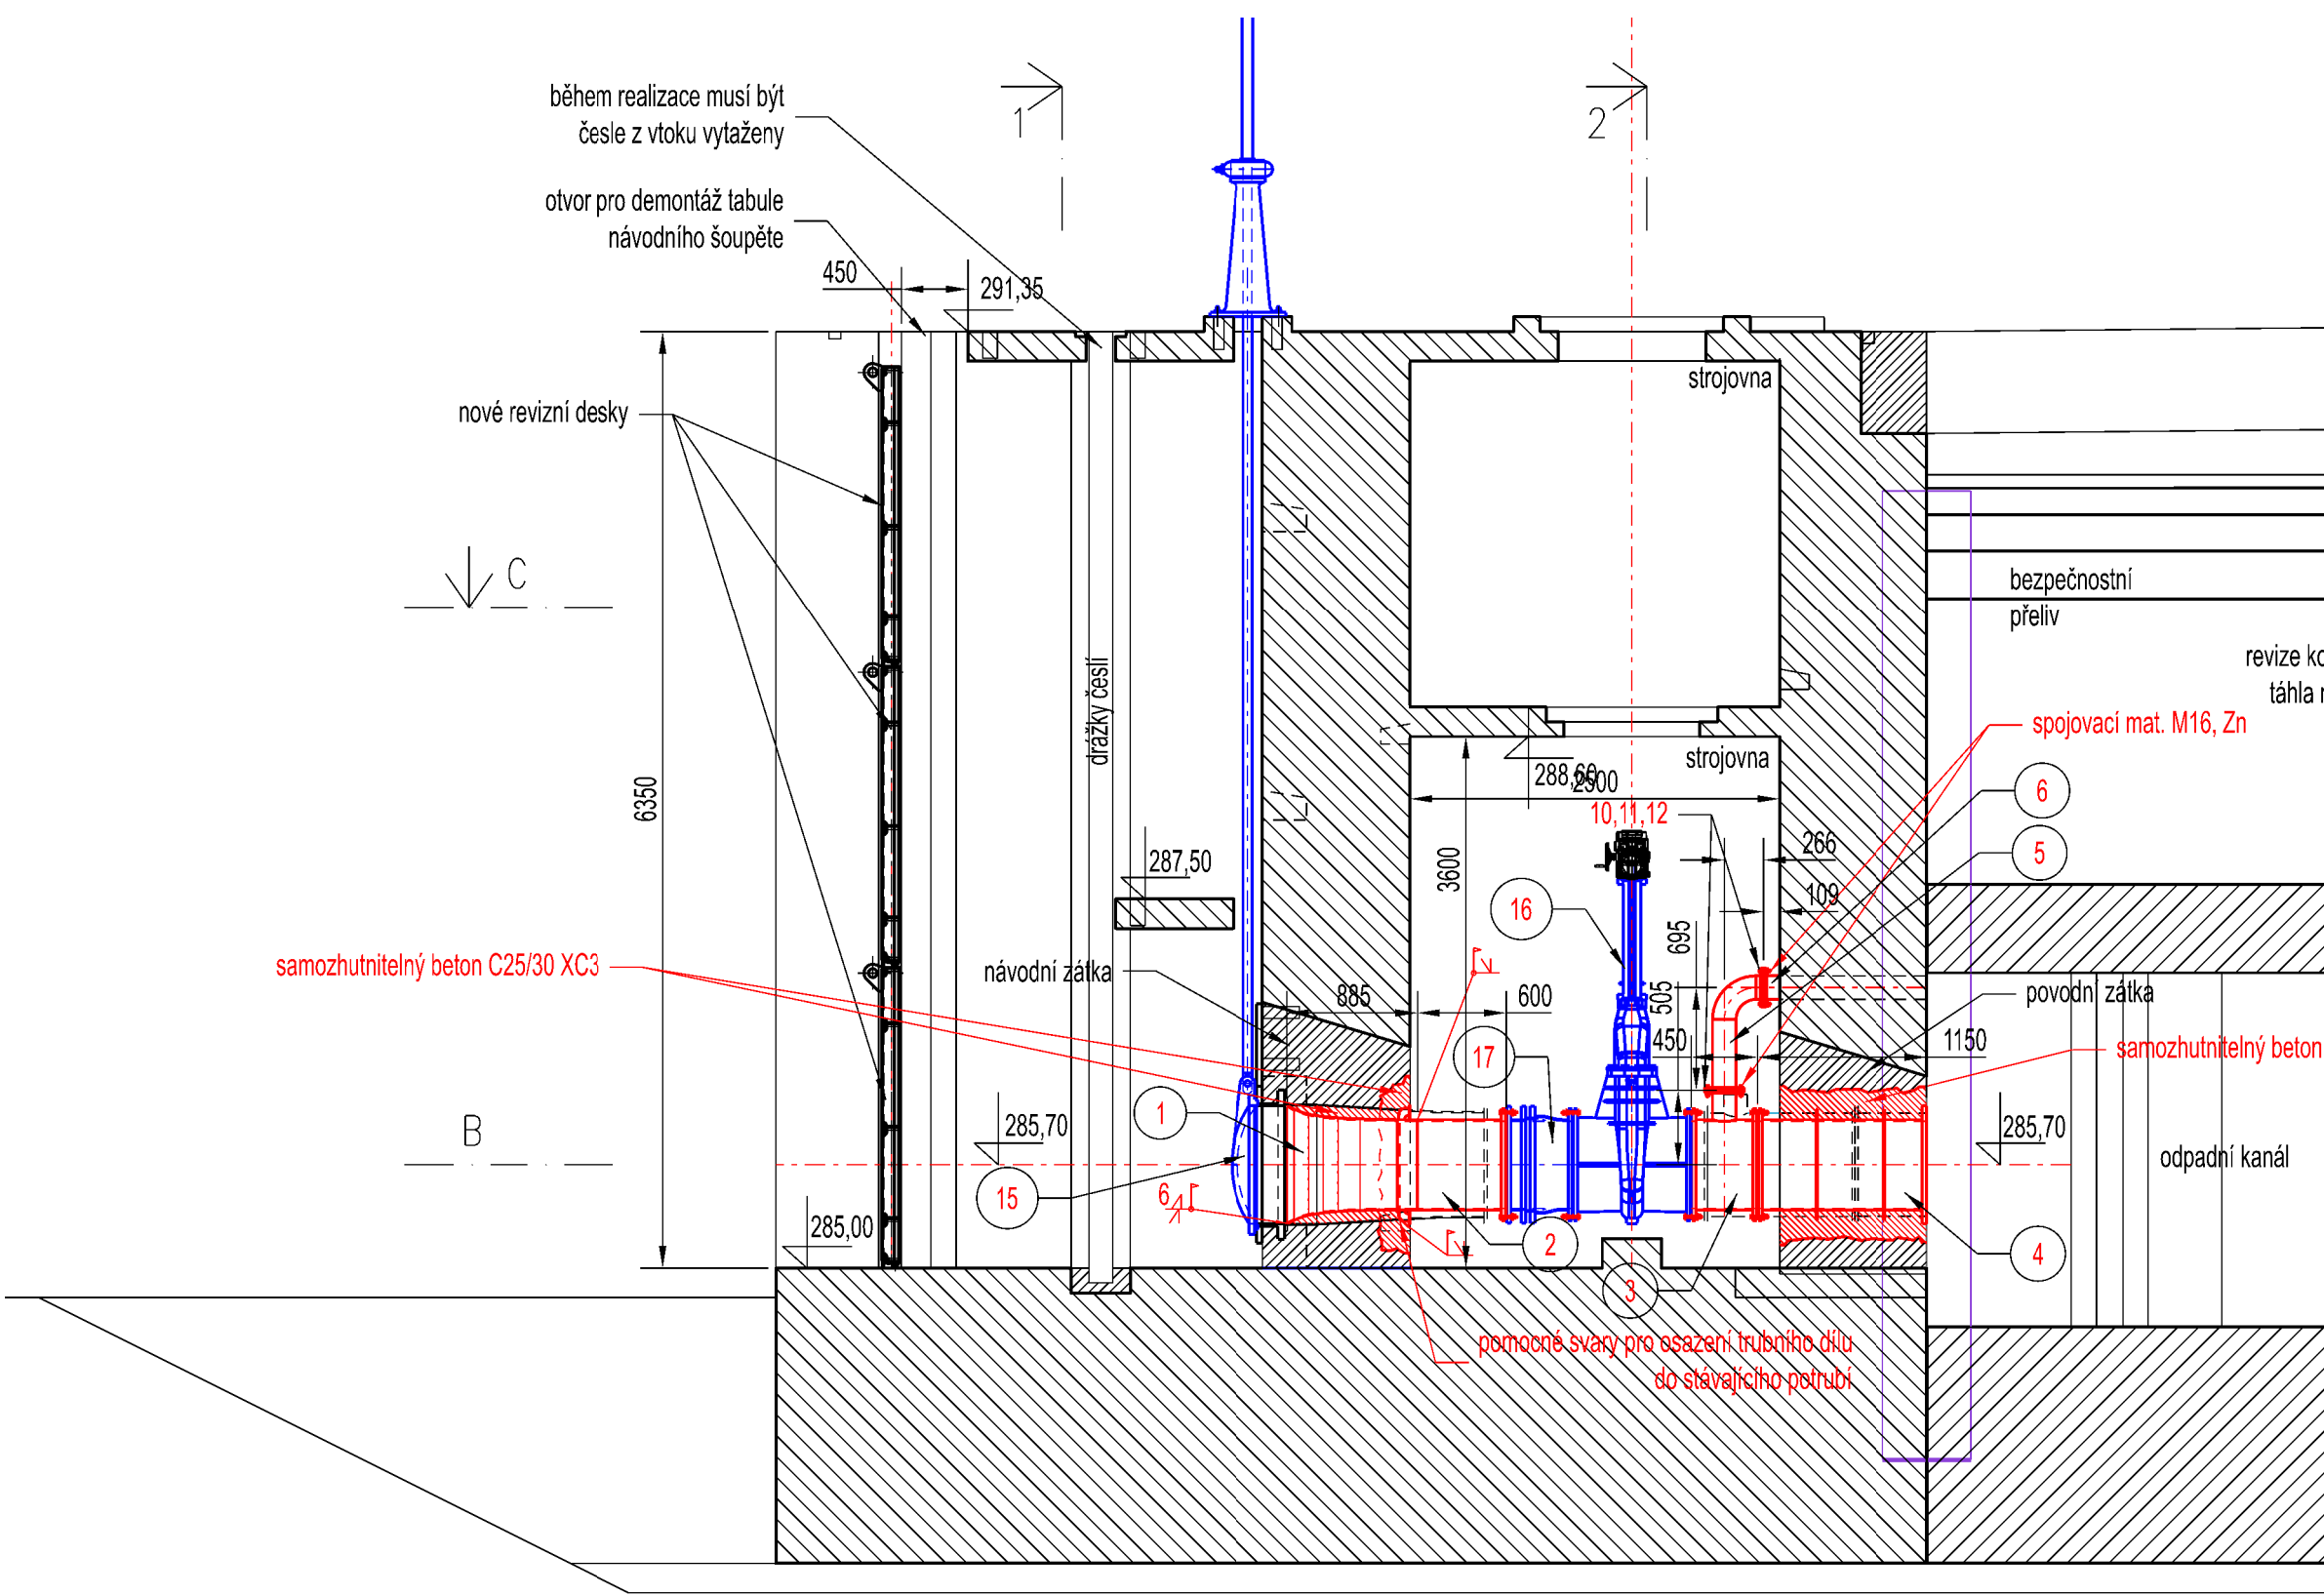 během realizace musí být
česle z vtoku vytaženy
1
2
otvor pro demontáž tabule
návodního šoupěte
450
291,35
strojovna
nové revizní desky
C
bezpečnostní
přeliv
drážky česlí
spojovací mat. M16, Zn
strojovna
288,60
2500
6350
10,11,12
6
266
5
287,50
3600
109
16
695
samozhutnitelný beton C25/30 XC3
návodní zátka
885
600
505
povodní zátka
17
450
1150
samozhutnitelný beton
1
B
285,70
285,70
odpadní kanál
15
6
285,00
2
4
3
pomocné svary pro osazení trubního dílu
do stávajícího potrubí